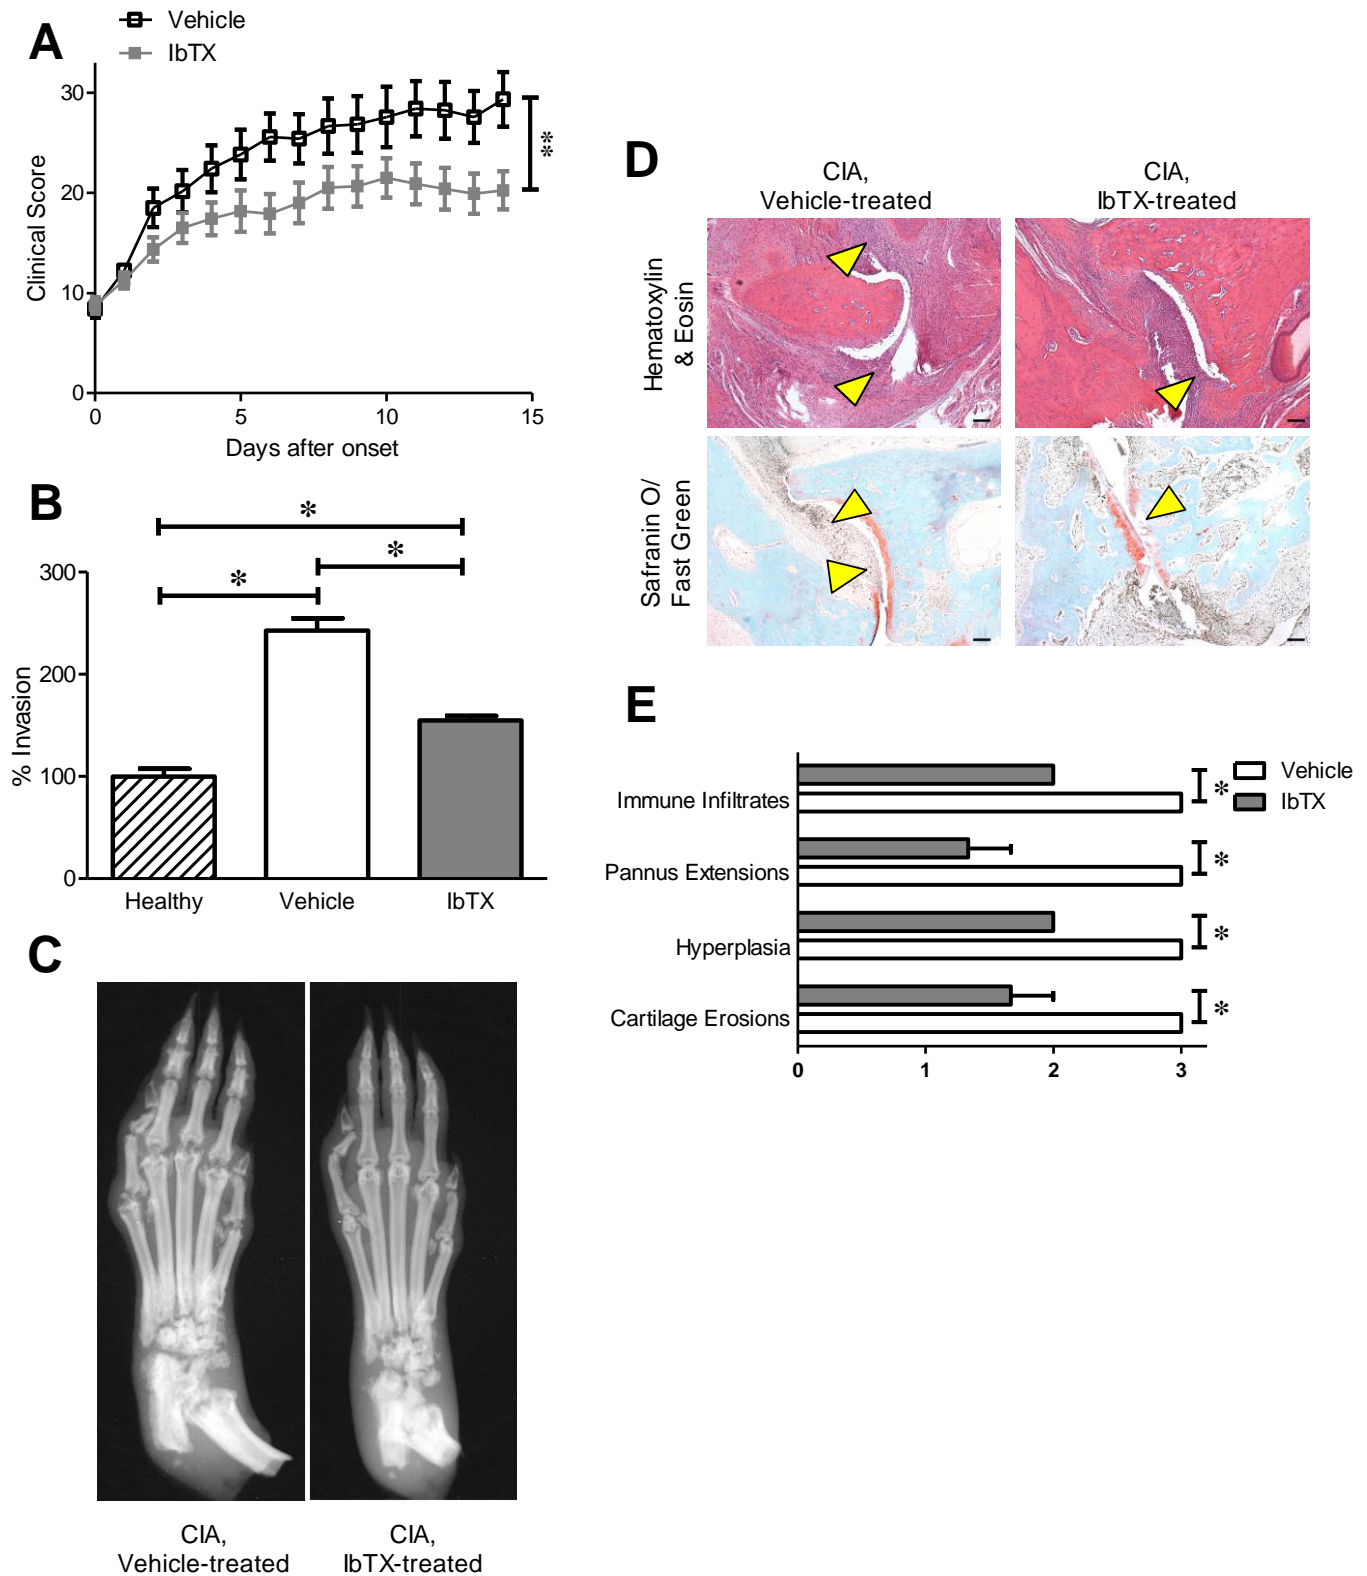 A
Vehicle
IbTX
Clinical Score
30
20
10
0
0
5
10
15
Days after onset
**
B
*
*
*
% Invasion
300
200
100
0
Healthy
Vehicle
IbTX
C
CIA,
Vehicle-treated
CIA,
IbTX-treated
D
CIA,
Vehicle-treated
CIA,
IbTX-treated
Hematoxylin
& Eosin
Safranin O/
Fast Green
E
Vehicle
IbTX
Immune Infiltrates
*
Pannus Extensions
*
Hyperplasia
*
Cartilage Erosions
*
0
1
2
3